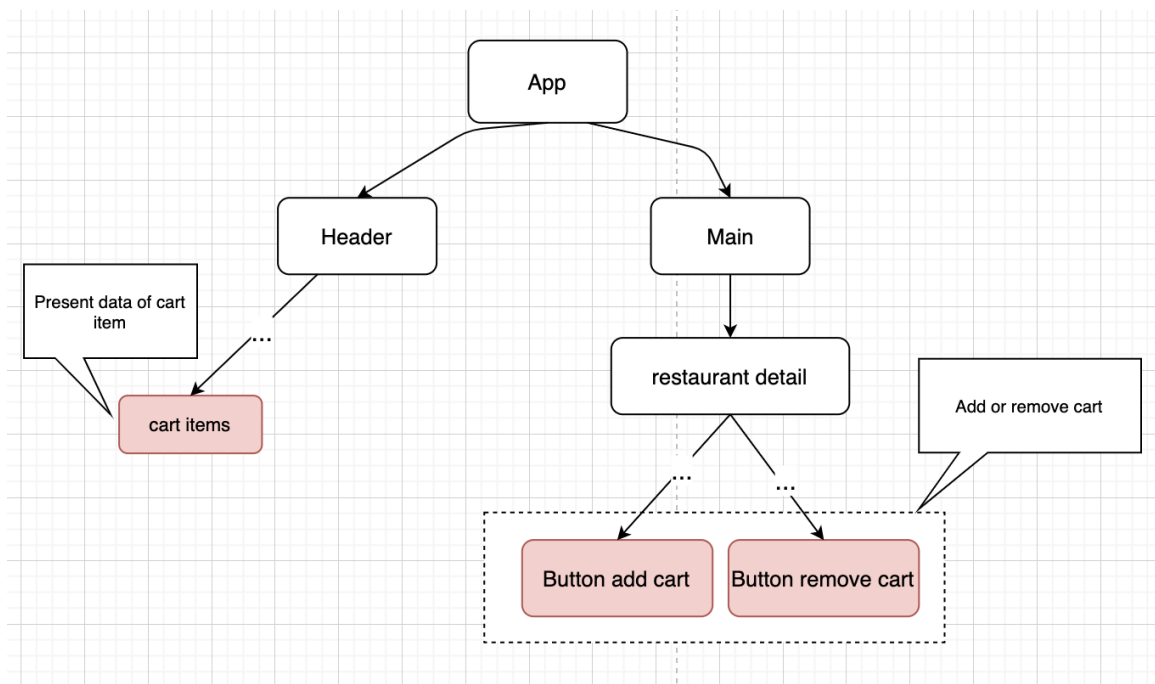 App
Header
Main
Present data of cart
item
...
restaurant detail
cart items
Add or remove cart
...
...
Button add cart
Button remove cart